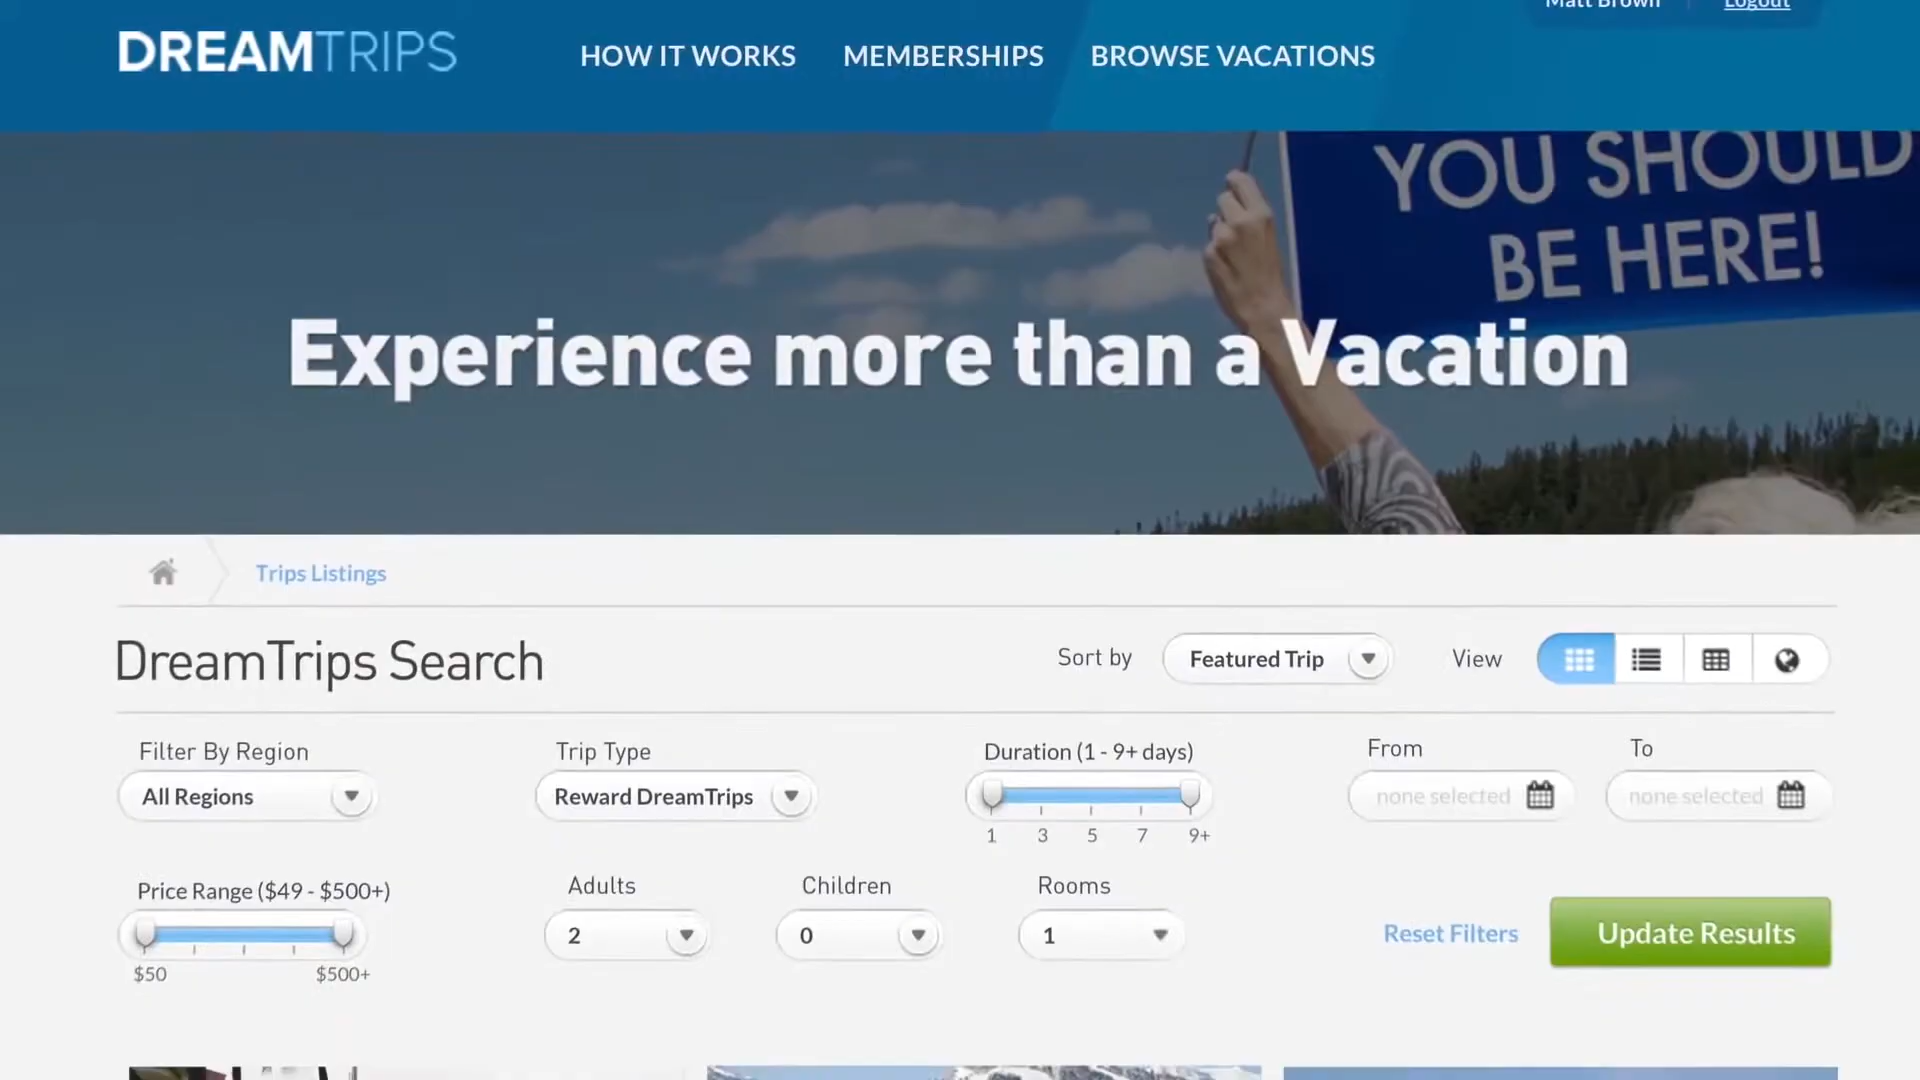 Matt Brown
Logout
DREAMTRIPS
HOW IT WORKS
MEMBERSHIPS
BROWSE VACATIONS
YOU SHOULD
BE HERE!
Experience more than a Vacation
Trips Listings
DreamTrips Search
Sort by
Featured Trip
View
Filter By Region
Trip Type
Duration (1 - 9+ days)
From
To
All Regions
Reward DreamTrips
none selected
none selected
1 3 5 7 9+
Price Range ($49 - $500+)
Adults
Children
Rooms
2
0
1
Reset Filters
Update Results
$50
$500+